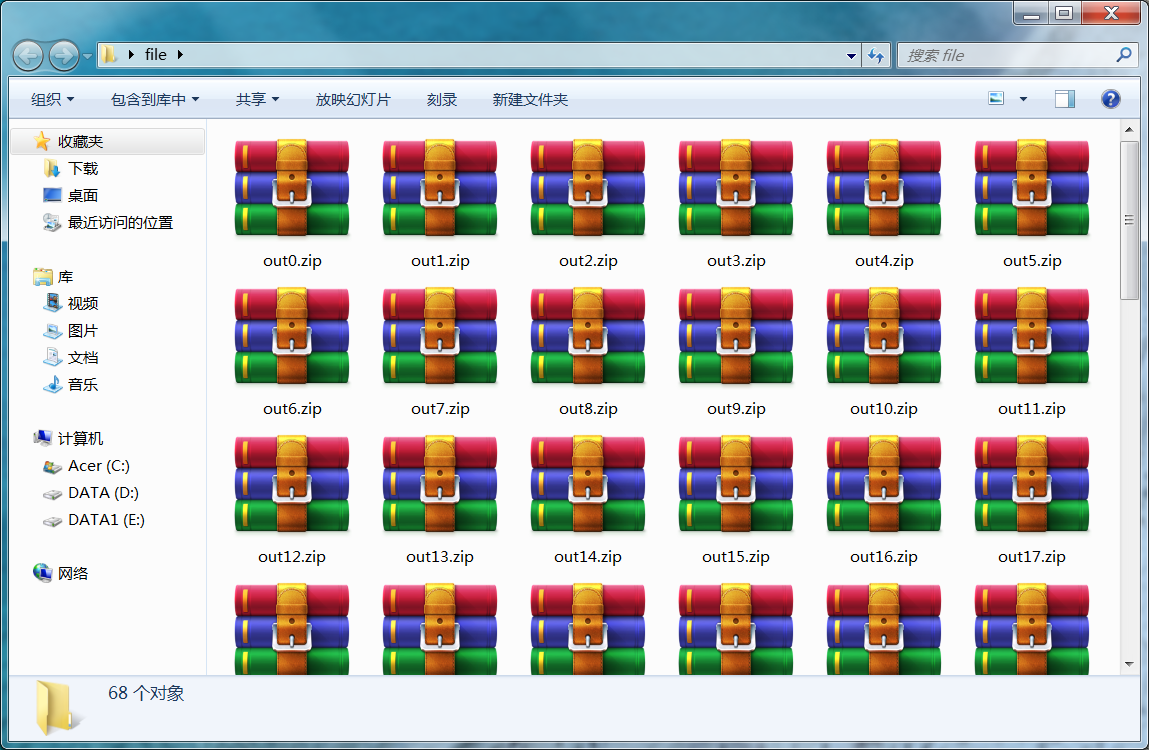 file
搜索 file
组织 包含到库中 共享 放映幻灯片 刻录 新建文件夹
收藏夹
下载
桌面
最近访问的位置
库
视频
图片
文档
音乐
计算机
Acer (C:)
DATA (D:)
DATA1 (E:)
网络
out0.zip out1.zip out2.zip out3.zip out4.zip out5.zip
out6.zip out7.zip out8.zip out9.zip out10.zip out11.zip
out12.zip out13.zip out14.zip out15.zip out16.zip out17.zip
68 个对象